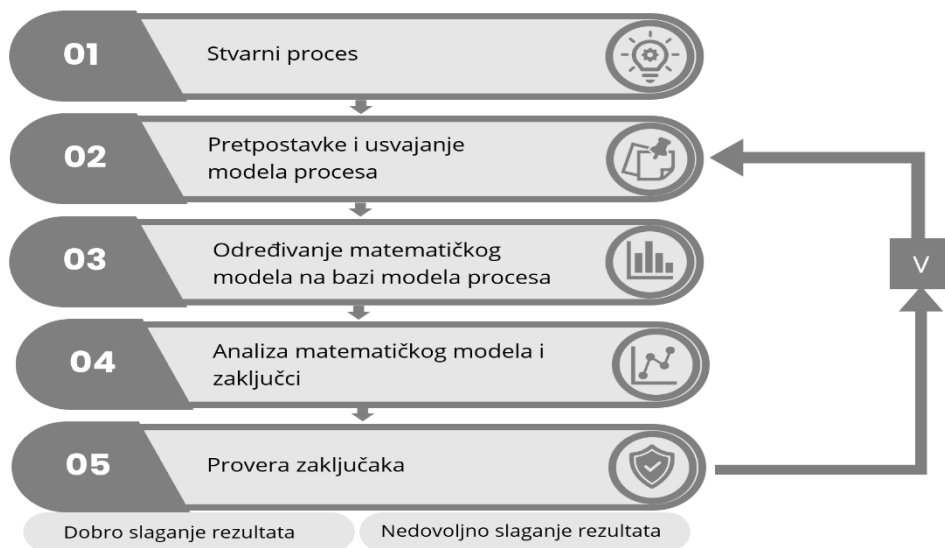 01
Stvarni proces
02
Pretpostavke i usvajanje
modela procesa
03
Određivanje matematičkog
modela na bazi modela procesa
04
Analiza matematičkog modela i
zaključci
05
Provera zaključaka
V
Dobro slaganje rezultata
Nedovoljno slaganje rezultata